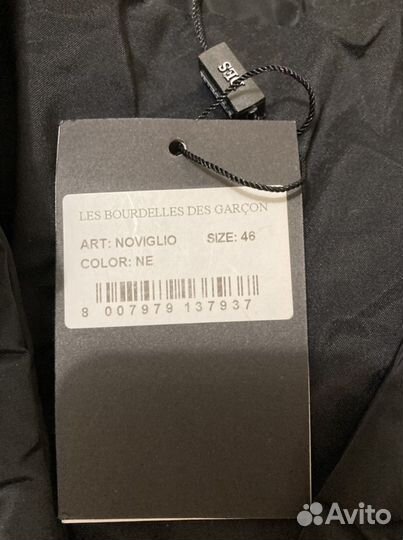 LES BOURDELLES DES GARÇON
ART: NOVIGLIO SIZE: 46
COLOR: NE
8 007979 137937
Avito